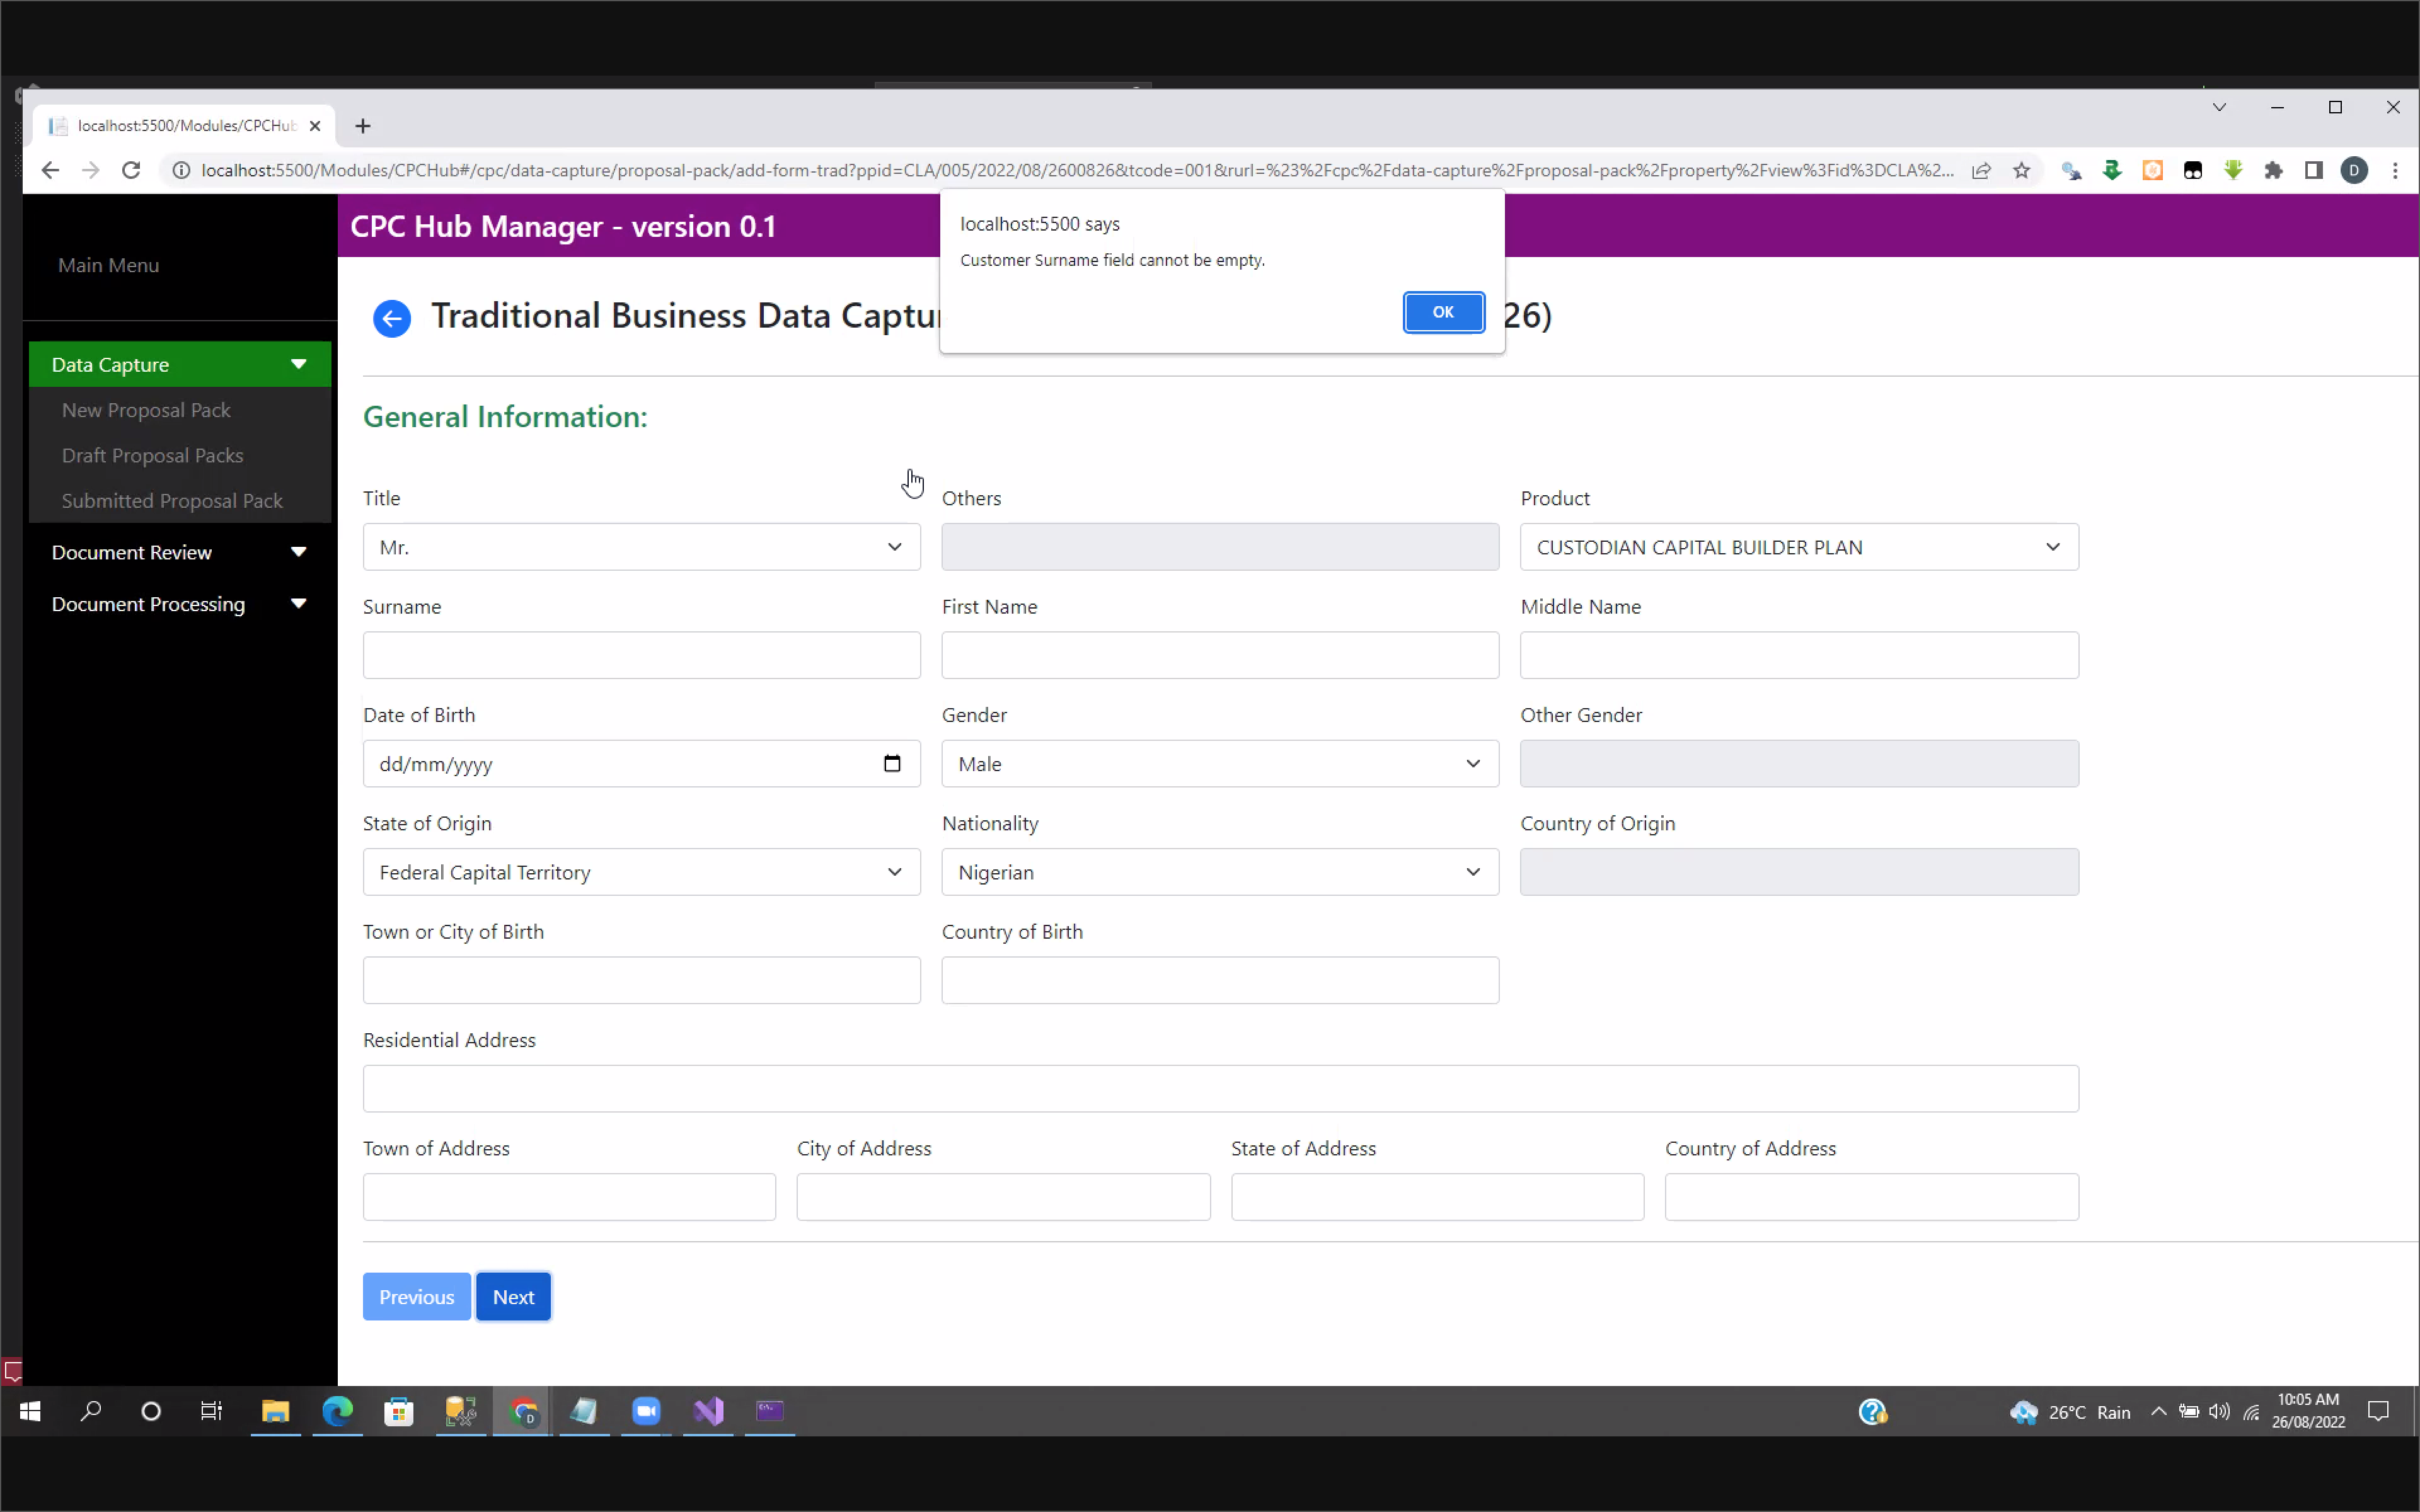 localhost:5500/Modules/CPCHub
localhost:5500/Modules/CPCHub#/cpc/data-capture/proposal-pack/add-form-trad?ppid=CLA/005/2022/08/2600826&tcode=001&rurl=%23%2Fcpc%2Fdata-capture%2Fproposal-pack%2Fproperty%2Fview%3Fid%3DCLA%2...
D
CPC Hub Manager - version 0.1
localhost:5500 says
Customer Surname field cannot be empty.
OK
Main Menu
Data Capture
New Proposal Pack
Draft Proposal Packs
Submitted Proposal Pack
Document Review
Document Processing
Traditional Business Data Captu
26)
General Information:
Title
Others
Product
Mr.
CUSTODIAN CAPITAL BUILDER PLAN
Surname
First Name
Middle Name
Date of Birth
Gender
Other Gender
dd/mm/yyyy
Male
State of Origin
Nationality
Country of Origin
Federal Capital Territory
Nigerian
Town or City of Birth
Country of Birth
Residential Address
Town of Address
City of Address
State of Address
Country of Address
Previous
Next
D
26°C Rain
10:05 AM
26/08/2022